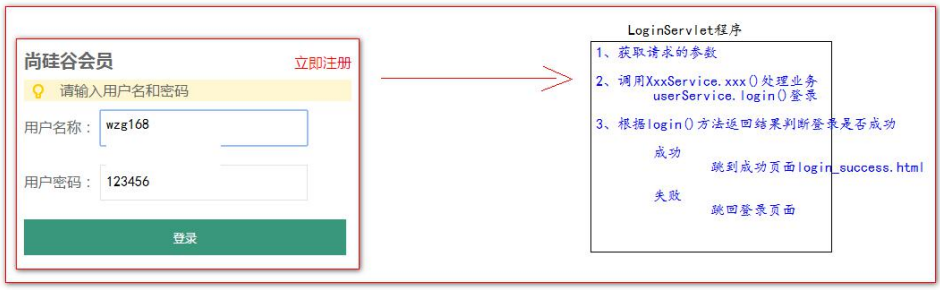 尚硅谷会员 立即注册
请输入用户名和密码
用户名称： wzg168
用户密码： 123456
登录
LoginServlet程序
1、获取请求的参数
2、调用XxxService.xxx()处理业务
userService.login()登录
3、根据login()方法返回结果判断登录是否成功
成功
跳到成功页面login_success.html
失败
跳回登录页面